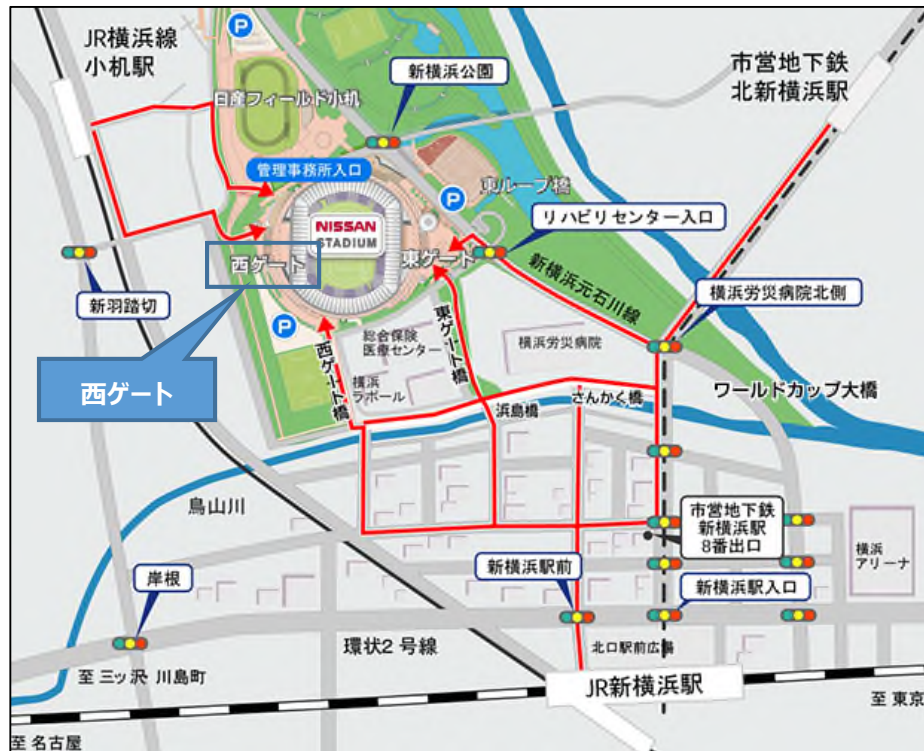 JR横浜線
小机駅
新横浜公園
市営地下鉄
北新横浜駅
日産フィールド小机
管理事務所入口
東ループ橋
リハビリセンター入口
NISSAN
STADIUM
西ゲート
東ゲート
新横浜元石川線
横浜労災病院北側
新羽踏切
西ゲート
西ゲート橋
総合保険
医療センター
東ゲート橋
横浜労災病院
横浜
ラポール
さんかく橋
ワールドカップ大橋
浜島橋
鳥山川
市営地下鉄
新横浜駅
8番出口
横浜
アリーナ
岸根
新横浜駅前
新横浜駅入口
環状2号線
北口駅前広場
至 三ッ沢 川島町
JR新横浜駅
至 東京
至 名古屋
P
P
P